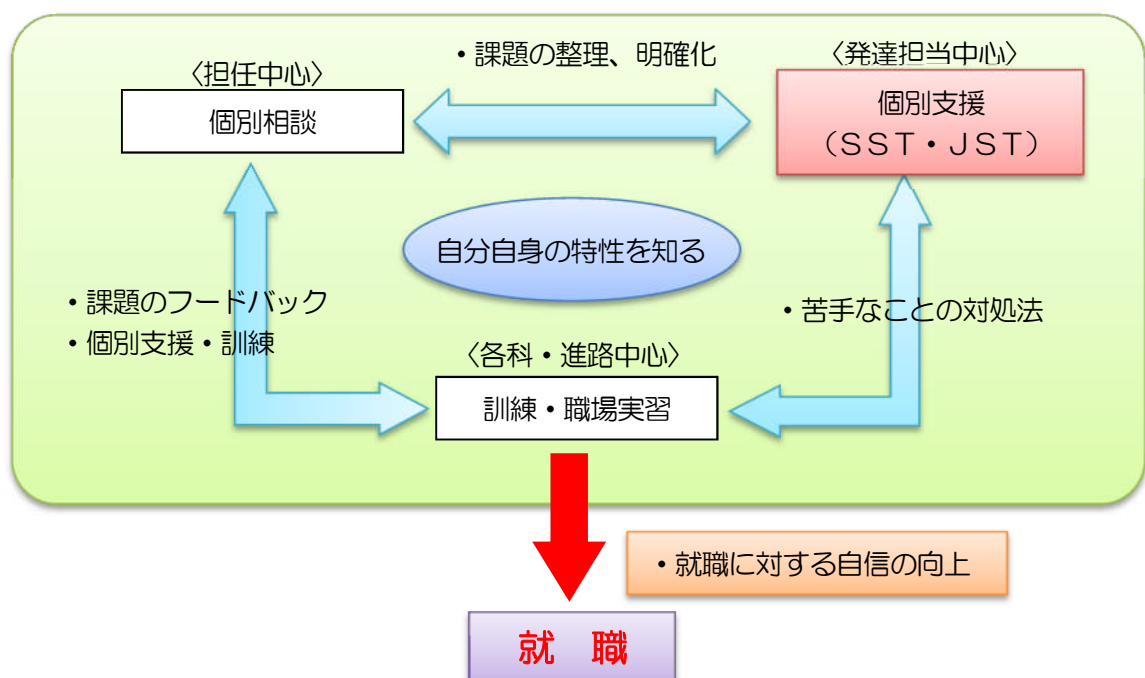 ・課題の整理、明確化
〈担任中心〉
〈発達担当中心〉
個別相談
個別支援
（ＳＳＴ・ＪＳＴ）
自分自身の特性を知る
・課題のフードバック
・個別支援・訓練
・苦手なことの対処法
〈各科・進路中心〉
訓練・職場実習
・就職に対する自信の向上
就　職